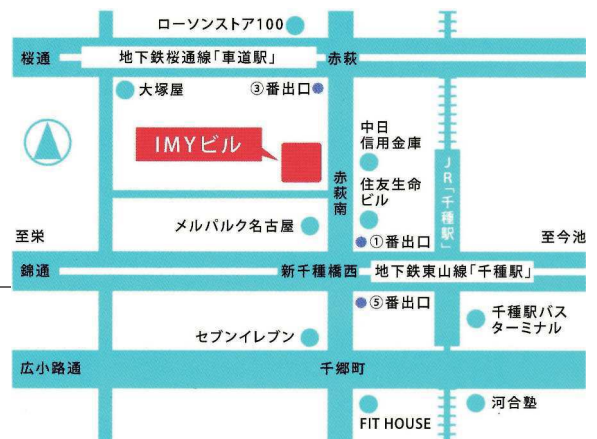 ローソンストア100
桜通
地下鉄桜通線「車道駅」
赤萩
大塚屋
③番出口
IMYビル
中日
信用金庫
赤萩南
住友生命
ビル
JR「千種駅」
メルパルク名古屋
至栄
①番出口
至今池
錦通
新千種橋西
地下鉄東山線「千種駅」
⑤番出口
千種駅バス
ターミナル
セブンイレブン
広小路通
千郷町
FIT HOUSE
河合塾